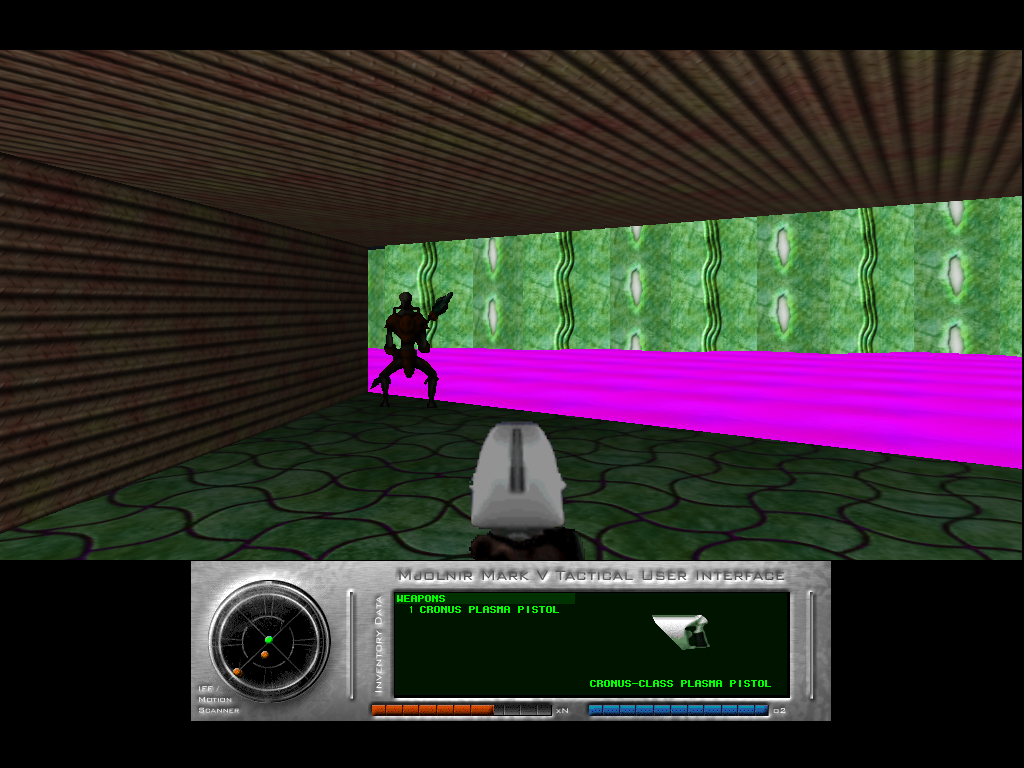 Mjolnir Mark V Tactical User Interface
Inventory Data
WEAPONS
1 CRONUS PLASMA PISTOL
CRONUS-CLASS PLASMA PISTOL
IFF /
Motion
Scanner
xN
o2